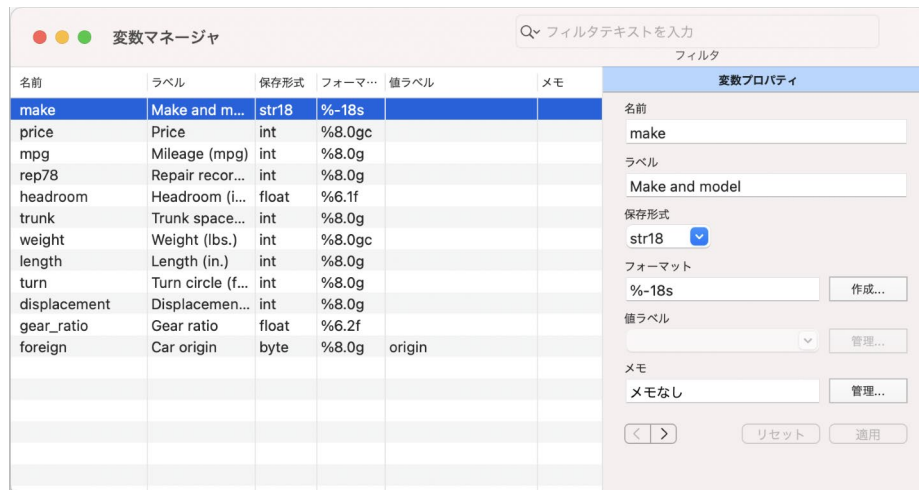 変数マネージャ
フィルタテキストを入力
フィルタ
名前 ラベル 保存形式 フォーマ… 値ラベル メモ
make Make and m... str18 %-18s
price Price int %8.0gc
mpg Mileage (mpg) int %8.0g
rep78 Repair recor... int %8.0g
headroom Headroom (i... float %6.1f
trunk Trunk space... int %8.0g
weight Weight (lbs.) int %8.0gc
length Length (in.) int %8.0g
turn Turn circle (f... int %8.0g
displacement Displacemen... int %8.0g
gear_ratio Gear ratio float %6.2f
foreign Car origin byte %8.0g origin
変数プロパティ
名前
make
ラベル
Make and model
保存形式
str18
フォーマット
%-18s 作成...
値ラベル
管理...
メモ
メモなし 管理...
リセット 適用